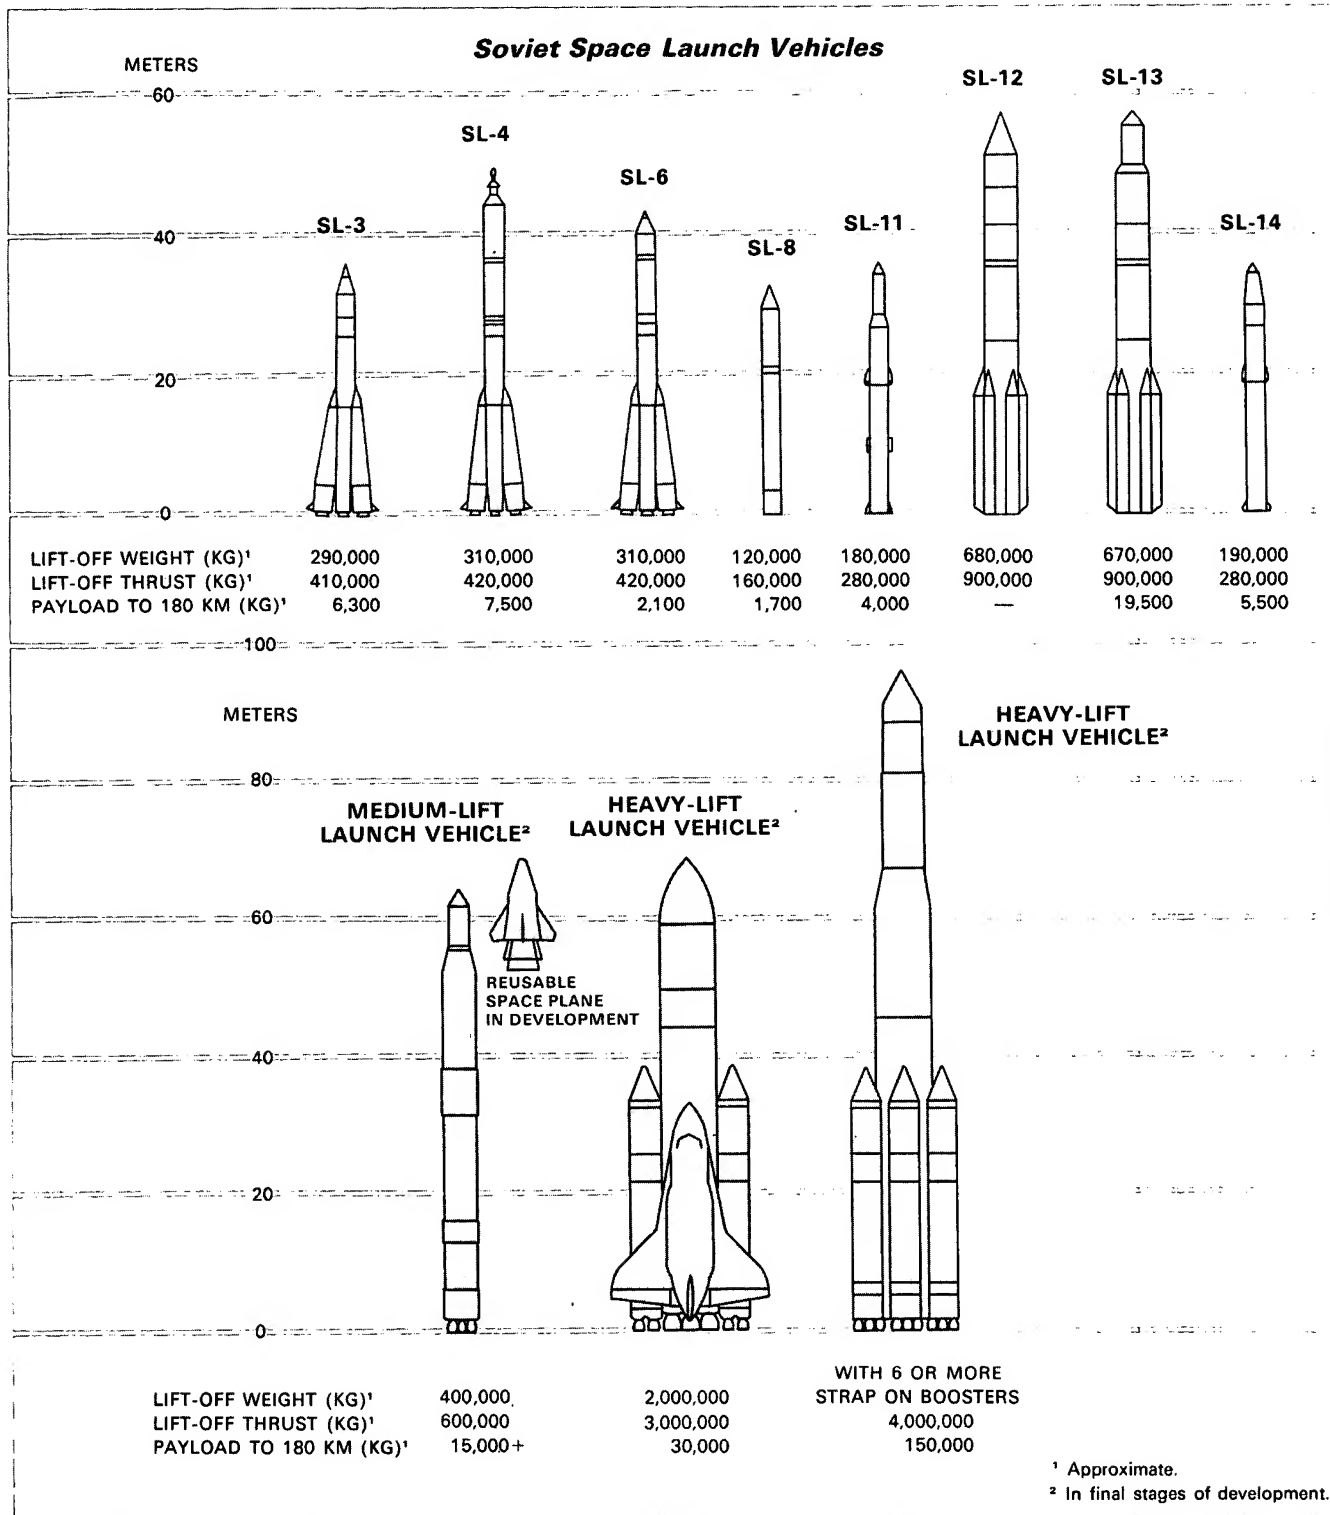 Soviet Space Launch Vehicles
METERS
60
SL-12 SL-13
SL-4
SL-6
SL-3 SL-11 SL-14
40
SL-8
20
0
LIFT-OFF WEIGHT (KG)¹ 290,000 310,000 310,000 120,000 180,000 680,000 670,000 190,000
LIFT-OFF THRUST (KG)¹ 410,000 420,000 420,000 160,000 280,000 900,000 900,000 280,000
PAYLOAD TO 180 KM (KG)¹ 6,300 7,500 2,100 1,700 4,000 — 19,500 5,500
100
METERS
HEAVY-LIFT
LAUNCH VEHICLE²
80
MEDIUM-LIFT
LAUNCH VEHICLE²
HEAVY-LIFT
LAUNCH VEHICLE²
60
REUSABLE
SPACE PLANE
IN DEVELOPMENT
40
20
0
WITH 6 OR MORE
STRAP ON BOOSTERS
LIFT-OFF WEIGHT (KG)¹ 400,000 2,000,000
LIFT-OFF THRUST (KG)¹ 600,000 3,000,000 4,000,000
PAYLOAD TO 180 KM (KG)¹ 15,000+ 30,000 150,000
¹ Approximate.
² In final stages of development.